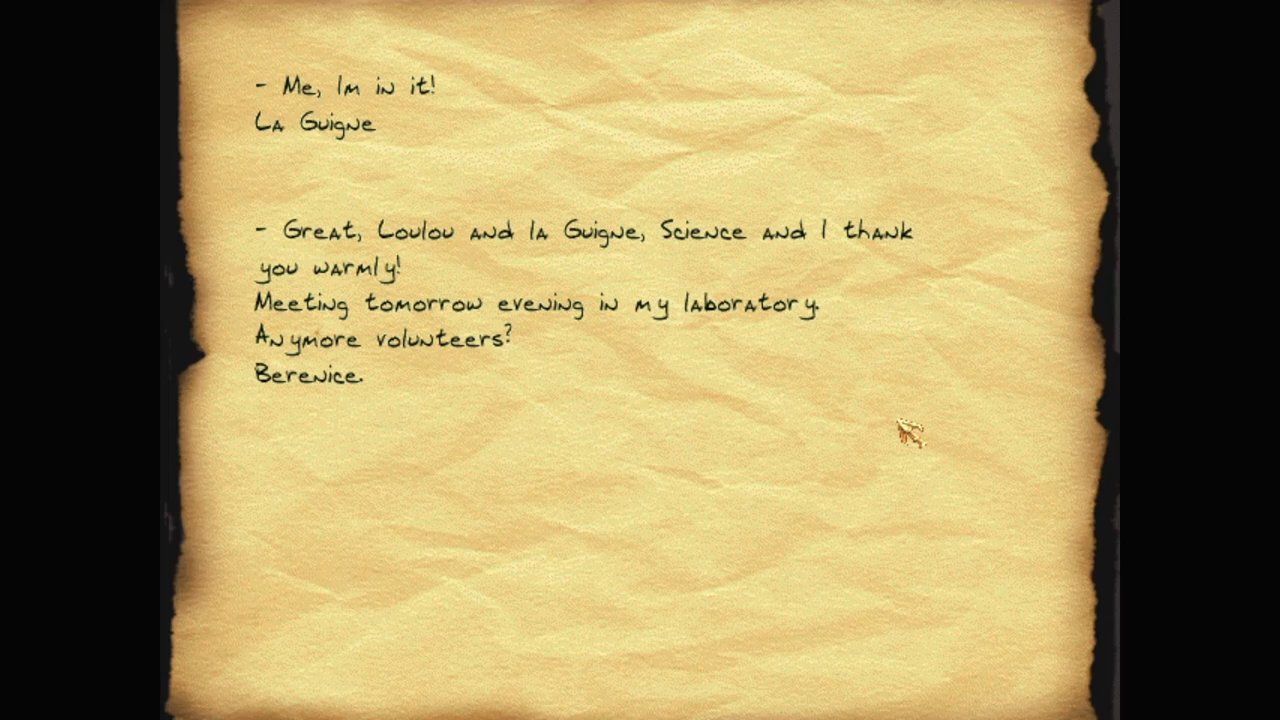 - Me, Im in it!
La Guigne
- Great, Loulou and la Guigne, Science and I thank
you warmly!
Meeting tomorrow evening in my laboratory.
Anymore volunteers?
Berenice.